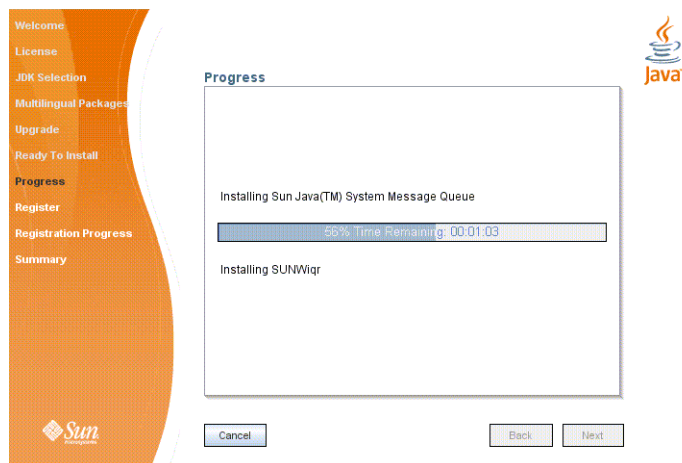 Welcome
License
JDK Selection
Multilingual Packages
Upgrade
Ready To Install
Progress
Register
Registration Progress
Summary
Sun
Java
Progress
Installing Sun Java(TM) System Message Queue
56% Time Remaining: 00:01:03
Installing SUNWiqr
Cancel
Back
Next